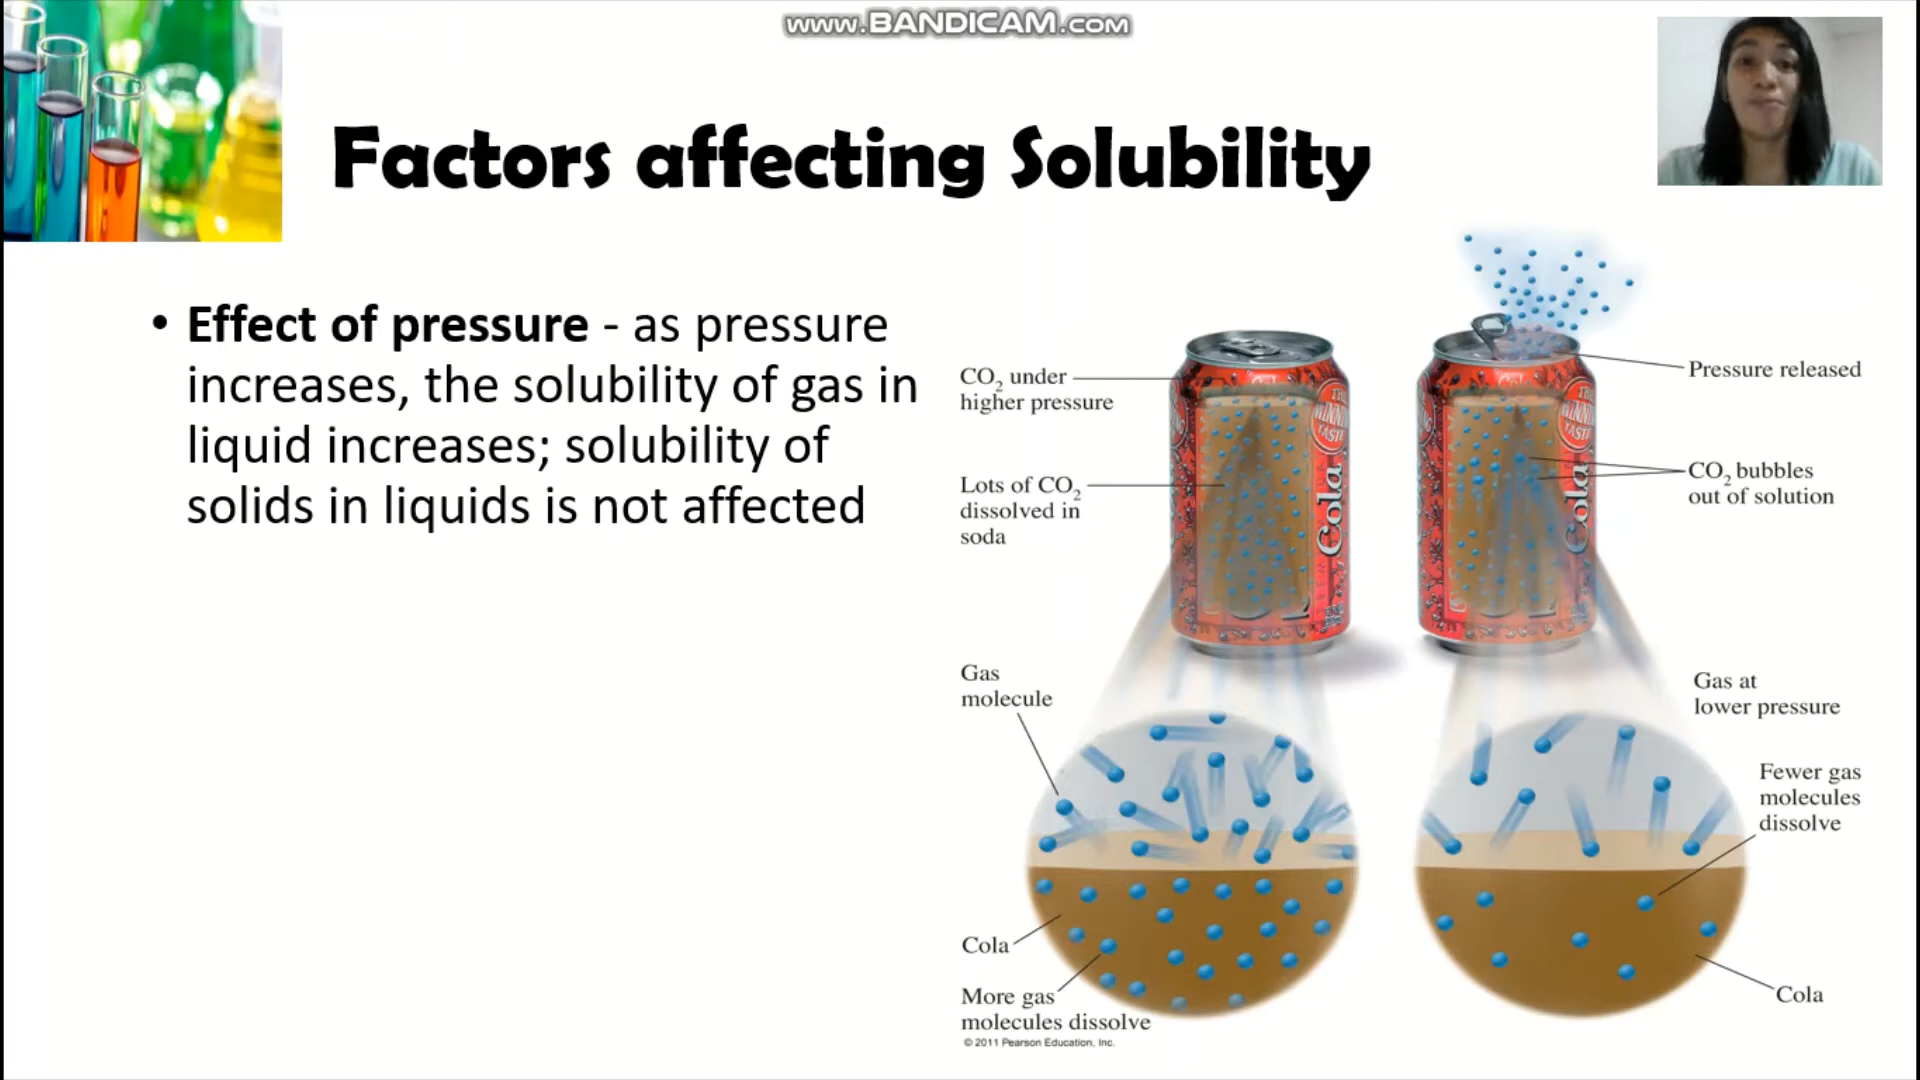 www.BANDICAM.com
Factors affecting Solubility
• Effect of pressure - as pressure
increases, the solubility of gas in
liquid increases; solubility of
solids in liquids is not affected
CO₂ under
higher pressure
Lots of CO₂
dissolved in
soda
Cola
Cola
Pressure released
CO₂ bubbles
out of solution
Gas
molecule
Gas at
lower pressure
Fewer gas
molecules
dissolve
Cola
More gas
molecules dissolve
Cola
© 2011 Pearson Education, Inc.